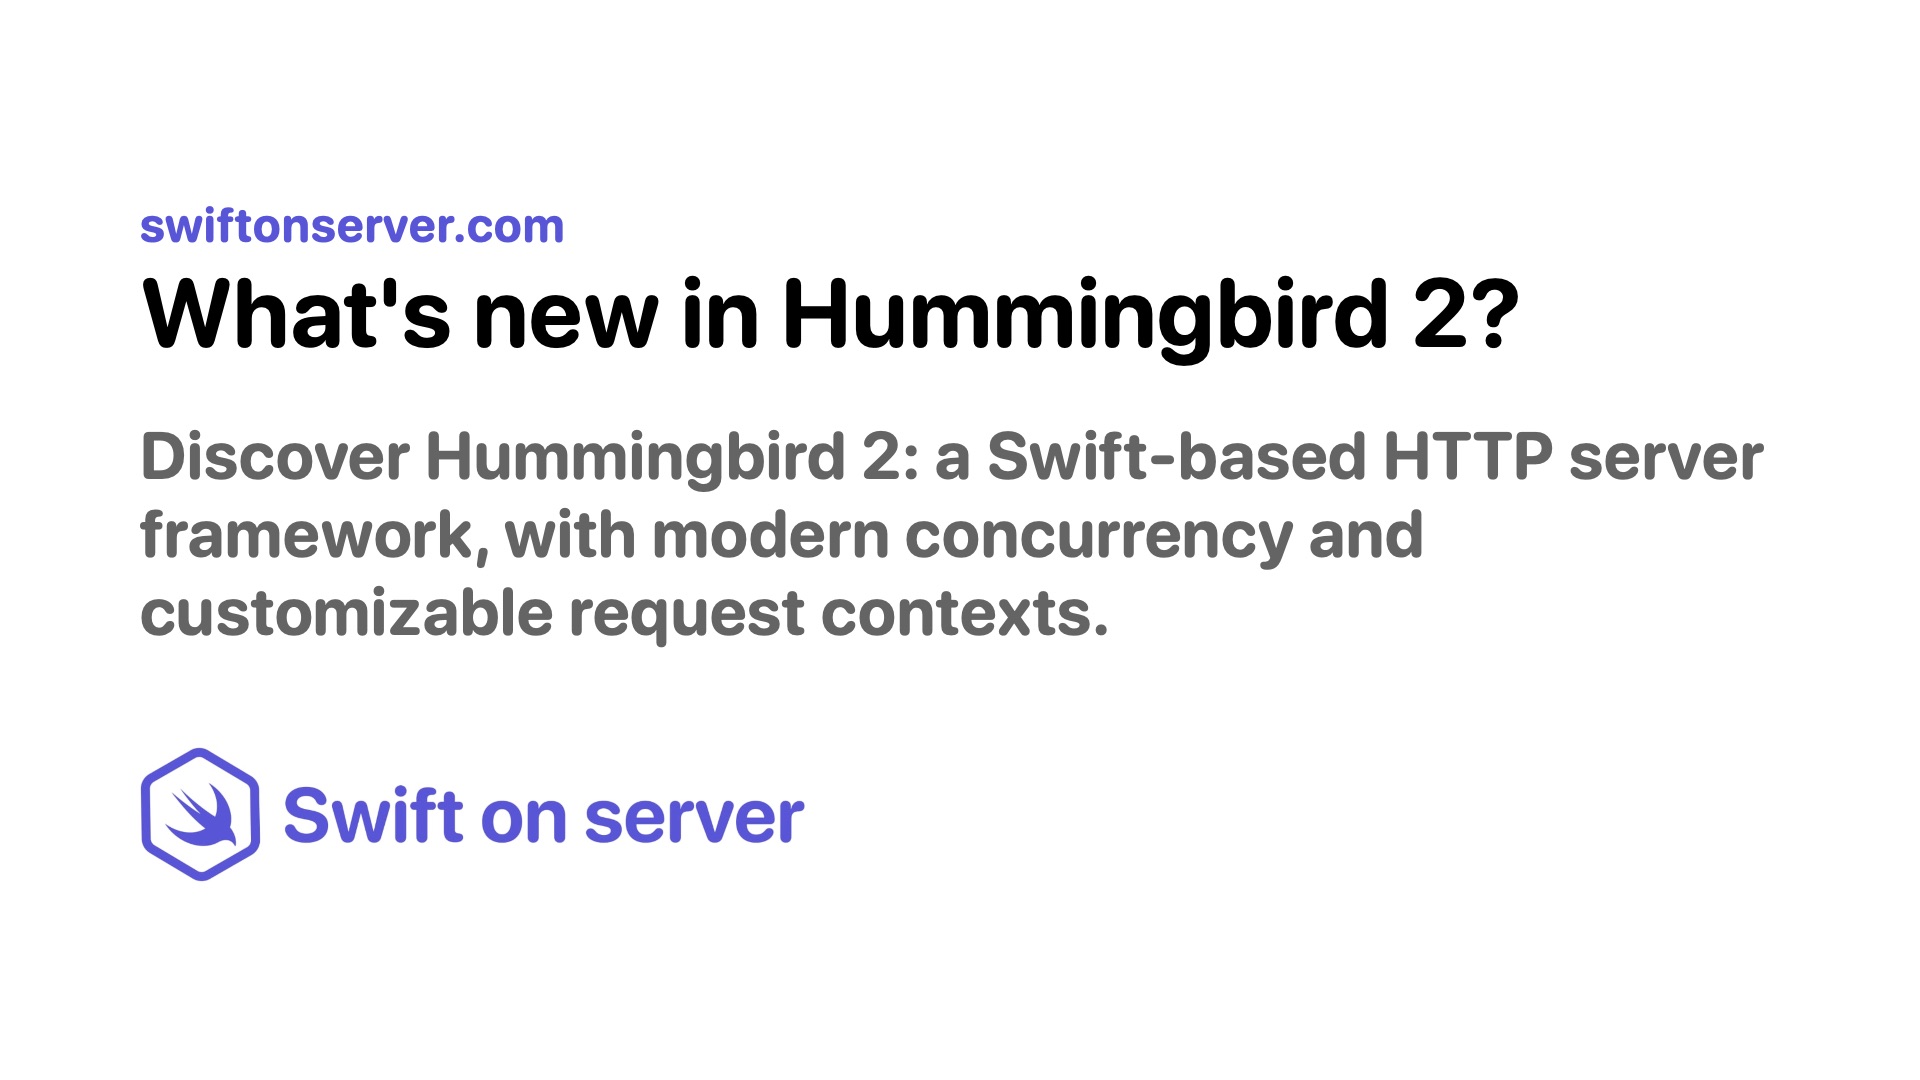 swiftonserver.com
What's new in Hummingbird 2?
Discover Hummingbird 2: a Swift-based HTTP server
framework, with modern concurrency and
customizable request contexts.
Swift on server